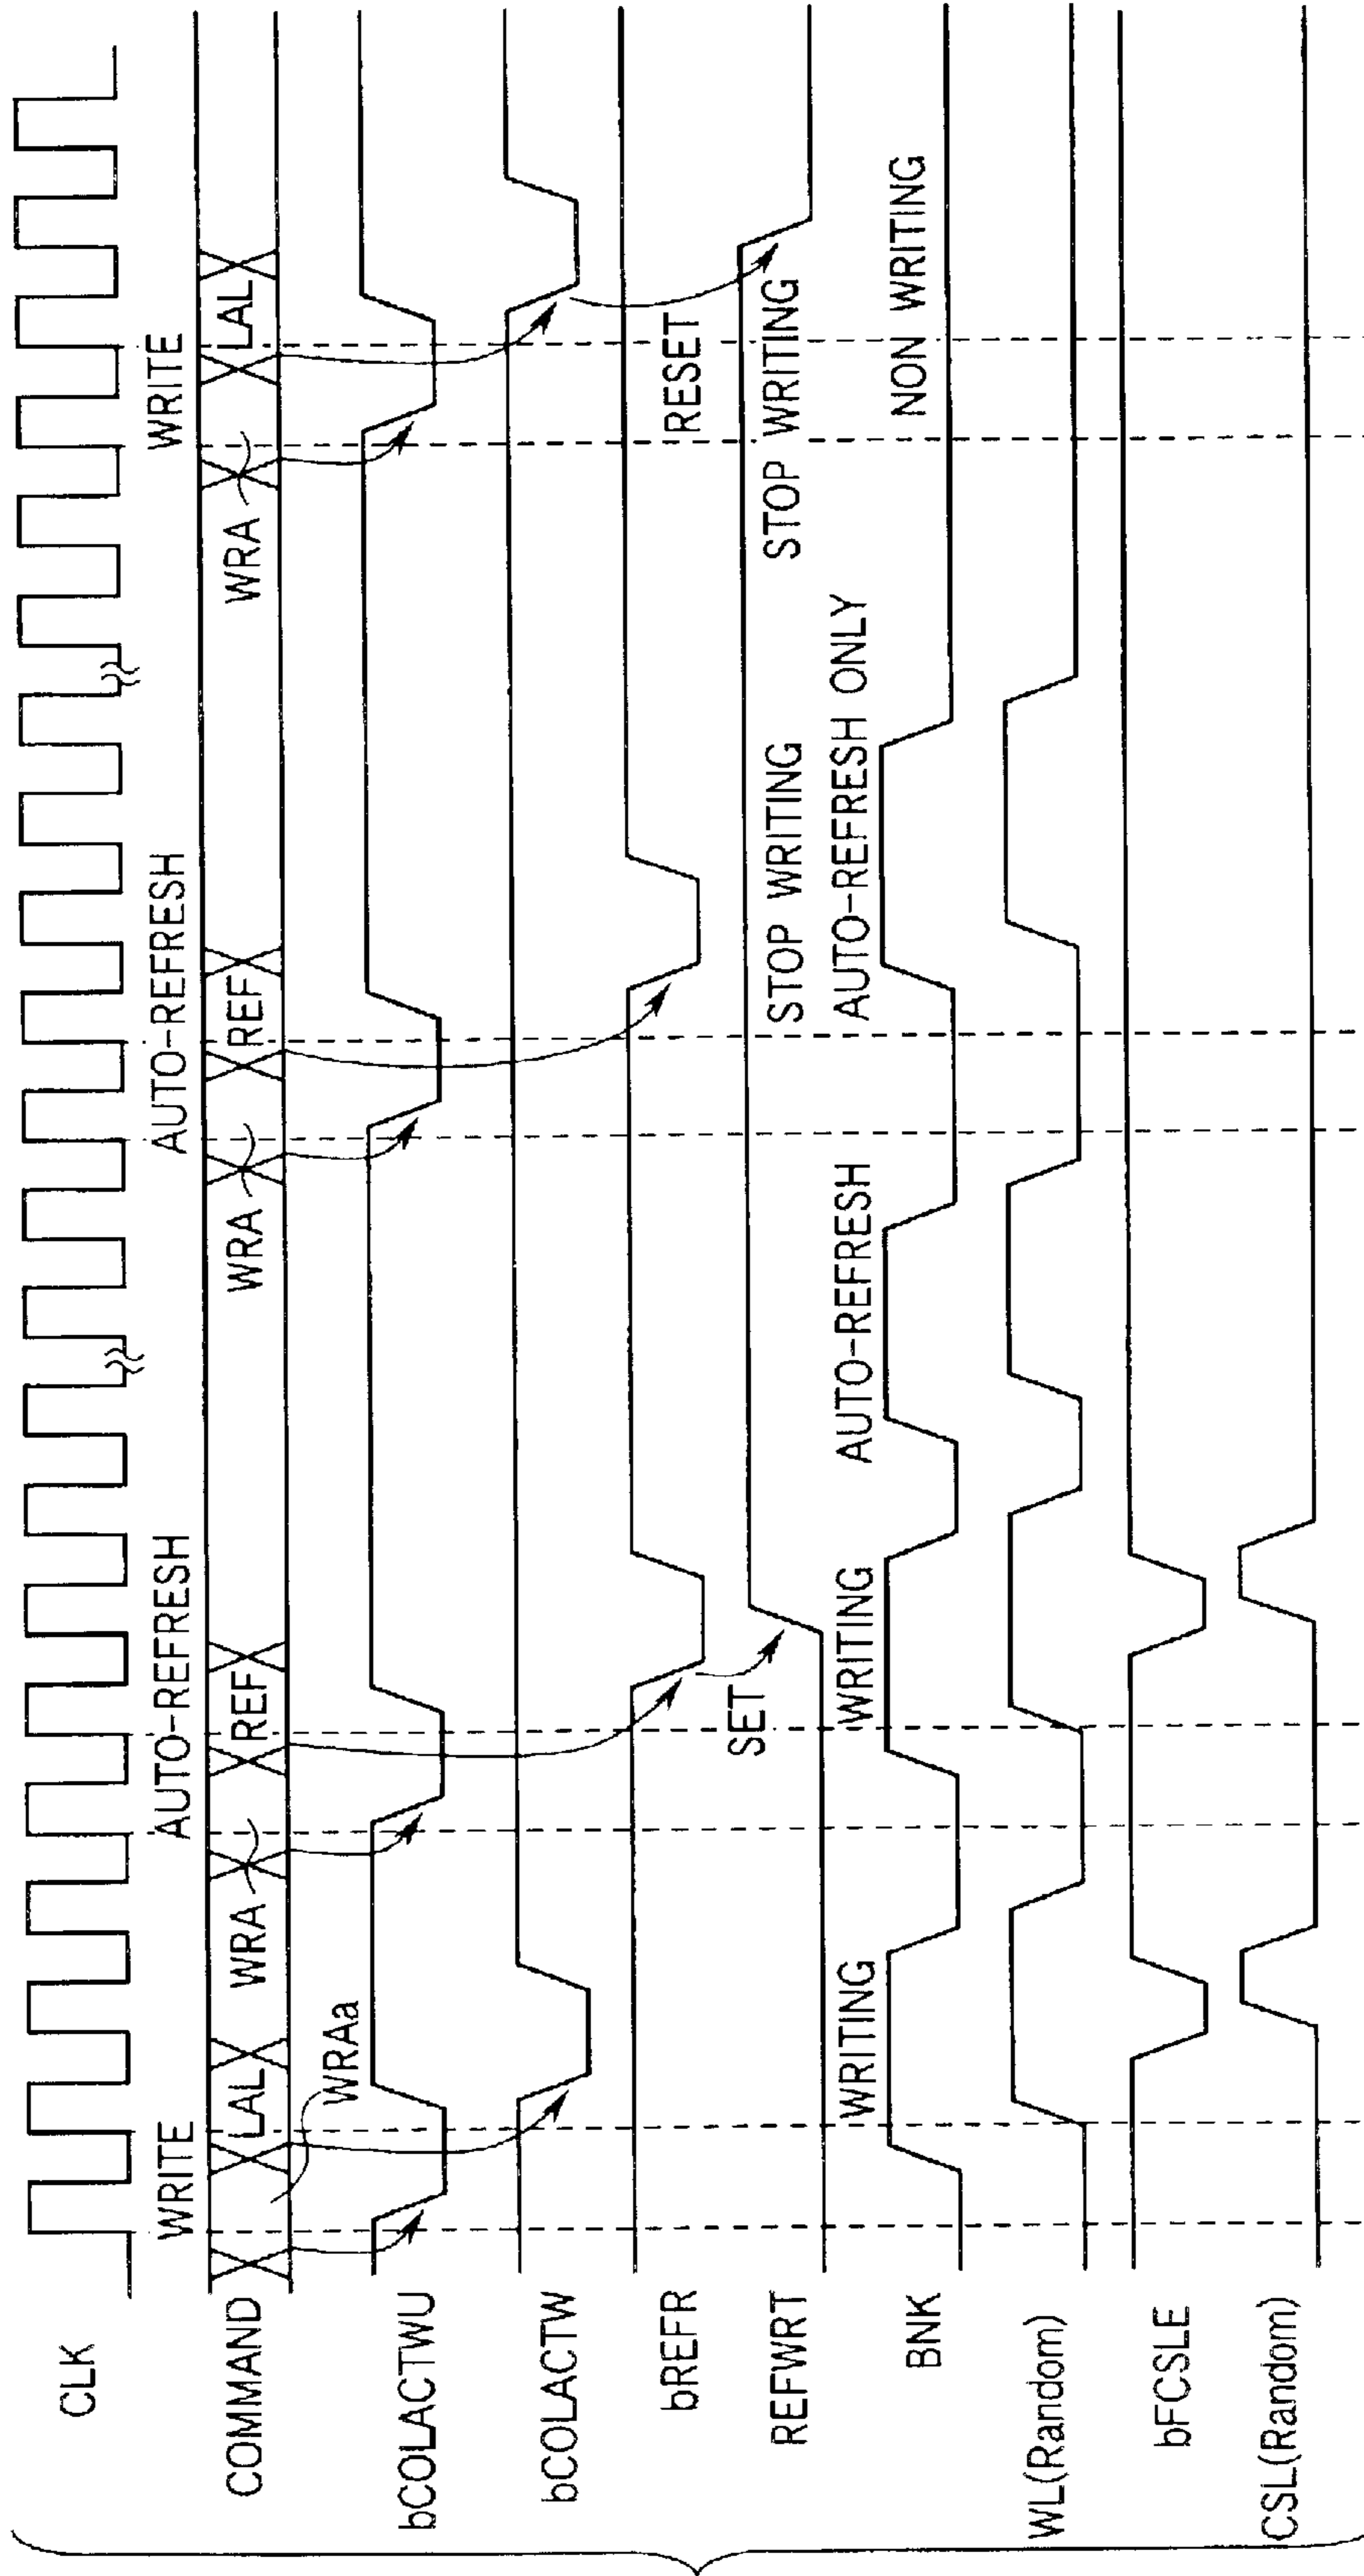 CLK
WRITE AUTO-REFRESH AUTO-REFRESH WRITE
COMMAND LAL REF REF LAL
WRA WRA WRA
WRAa
bCOLACTWU
bCOLACTW
bREFR
SET RESET
REFWRT STOP WRITING STOP WRITING
WRITING WRITING AUTO-REFRESH AUTO-REFRESH ONLY NON WRITING
BNK
WL(Random)
bFCSLE
CSL(Random)